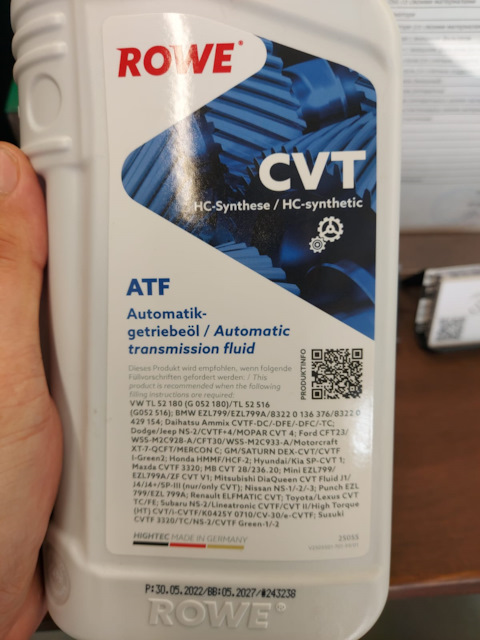 ROWE®
CVT
HC-Synthese / HC-synthetic
ATF
Automatik-
getriebeöl / Automatic
transmission fluid
Dieses Produkt wird empfohlen, wenn folgende
Füllvorschriften gefordert werden: / This
product is recommended when the following
filling instructions are required:
PRODUKTINFO
VW TL 52 180 (G 052 180)/TL 52 516
(G052 516); BMW EZL799/EZL799A/8322 0 136 376/8322 0
429 154; Daihatsu Ammix CVTF-DC/-DFE/-DFC/-TC;
Dodge/Jeep NS-2/CVTF+4/MOPAR CVT 4; Ford CFT23/
WSS-M2C928-A/CFT30/WSS-M2C933-A/Motorcraft
XT-7-QCFT/MERCON C; GM/SATURN DEX-CVT/CVTF
I-Green2; Honda HMMF/HCF-2; Hyundai/Kia SP-CVT 1;
Mazda CVTF 3320; MB CVT 28/236.20; Mini EZL799/
EZL799A/ZF CVT V1; Mitsubishi DiaQueen CVT Fluid J1/
J4/J4+/SP-III (nur/only CVT); Nissan NS-1/-2/-3; Punch EZL
799/EZL 799A; Renault ELFMATIC CVT; Toyota/Lexus CVT
TC/FE; Subaru NS-2/Lineatronic CVTF/CVT II/High Torque
(HT) CVT/i-CVTF/K0425Y 0710/CV-30/e-CVTF; Suzuki
CVTF 3320/TC/NS-2/CVTF Green-1/-2
HIGHTEC MADE IN GERMANY
25055
P:30.05.2022/BB:05.2027/#243238
ROWE®